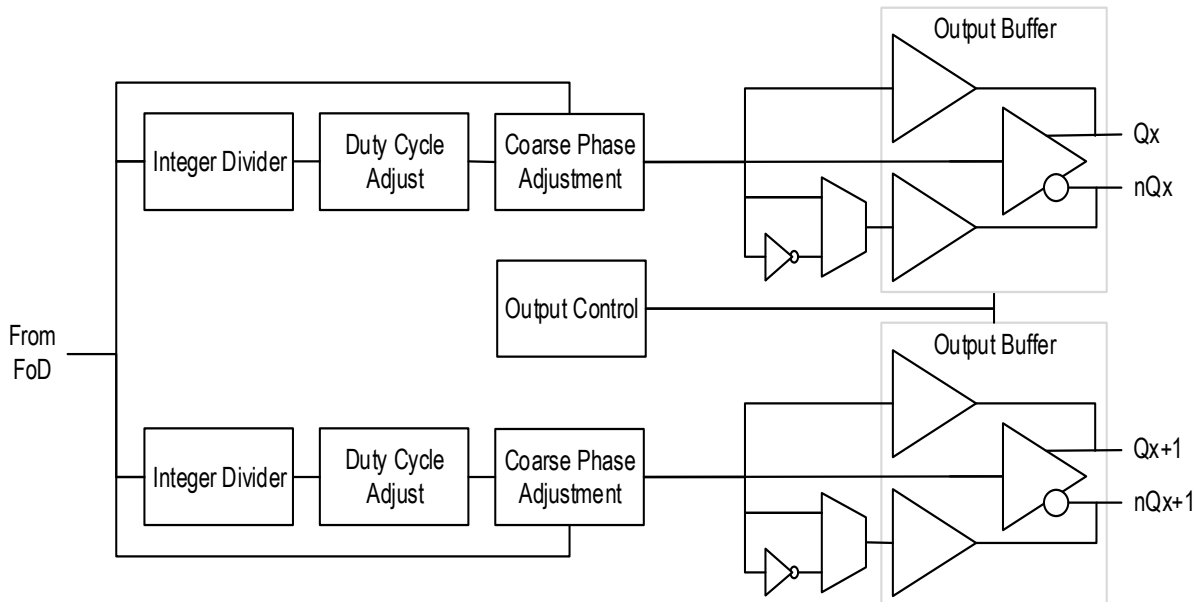 Output Buffer
Integer Divider
Duty Cycle
Adjust
Coarse Phase
Adjustment
Qx
nQx
Output Control
From
FoD
Output Buffer
Integer Divider
Duty Cycle
Adjust
Coarse Phase
Adjustment
Qx+1
nQx+1